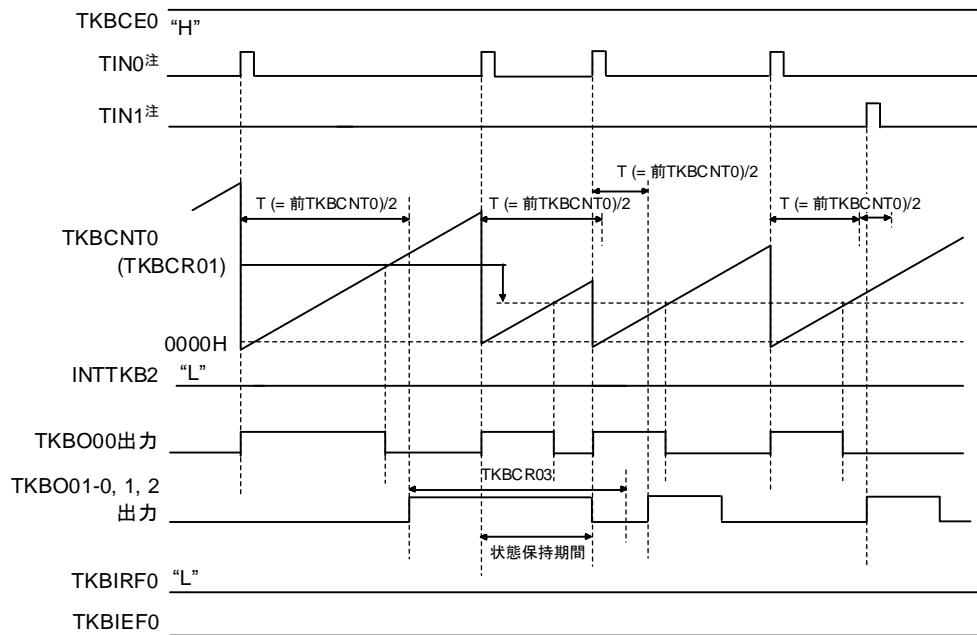 TKBCE0 “H”
TIN0注
TIN1注
T (= 前TKBCNT0)/2
T (= 前TKBCNT0)/2
T (= 前TKBCNT0)/2
T (= 前TKBCNT0)/2
TKBCNT0
(TKBCR01)
0000H
INTTKB2 “L”
TKBO00出力
TKBCR03
TKBO01-0, 1, 2
出力
状態保持期間
TKBIRF0 “L”
TKBIEF0